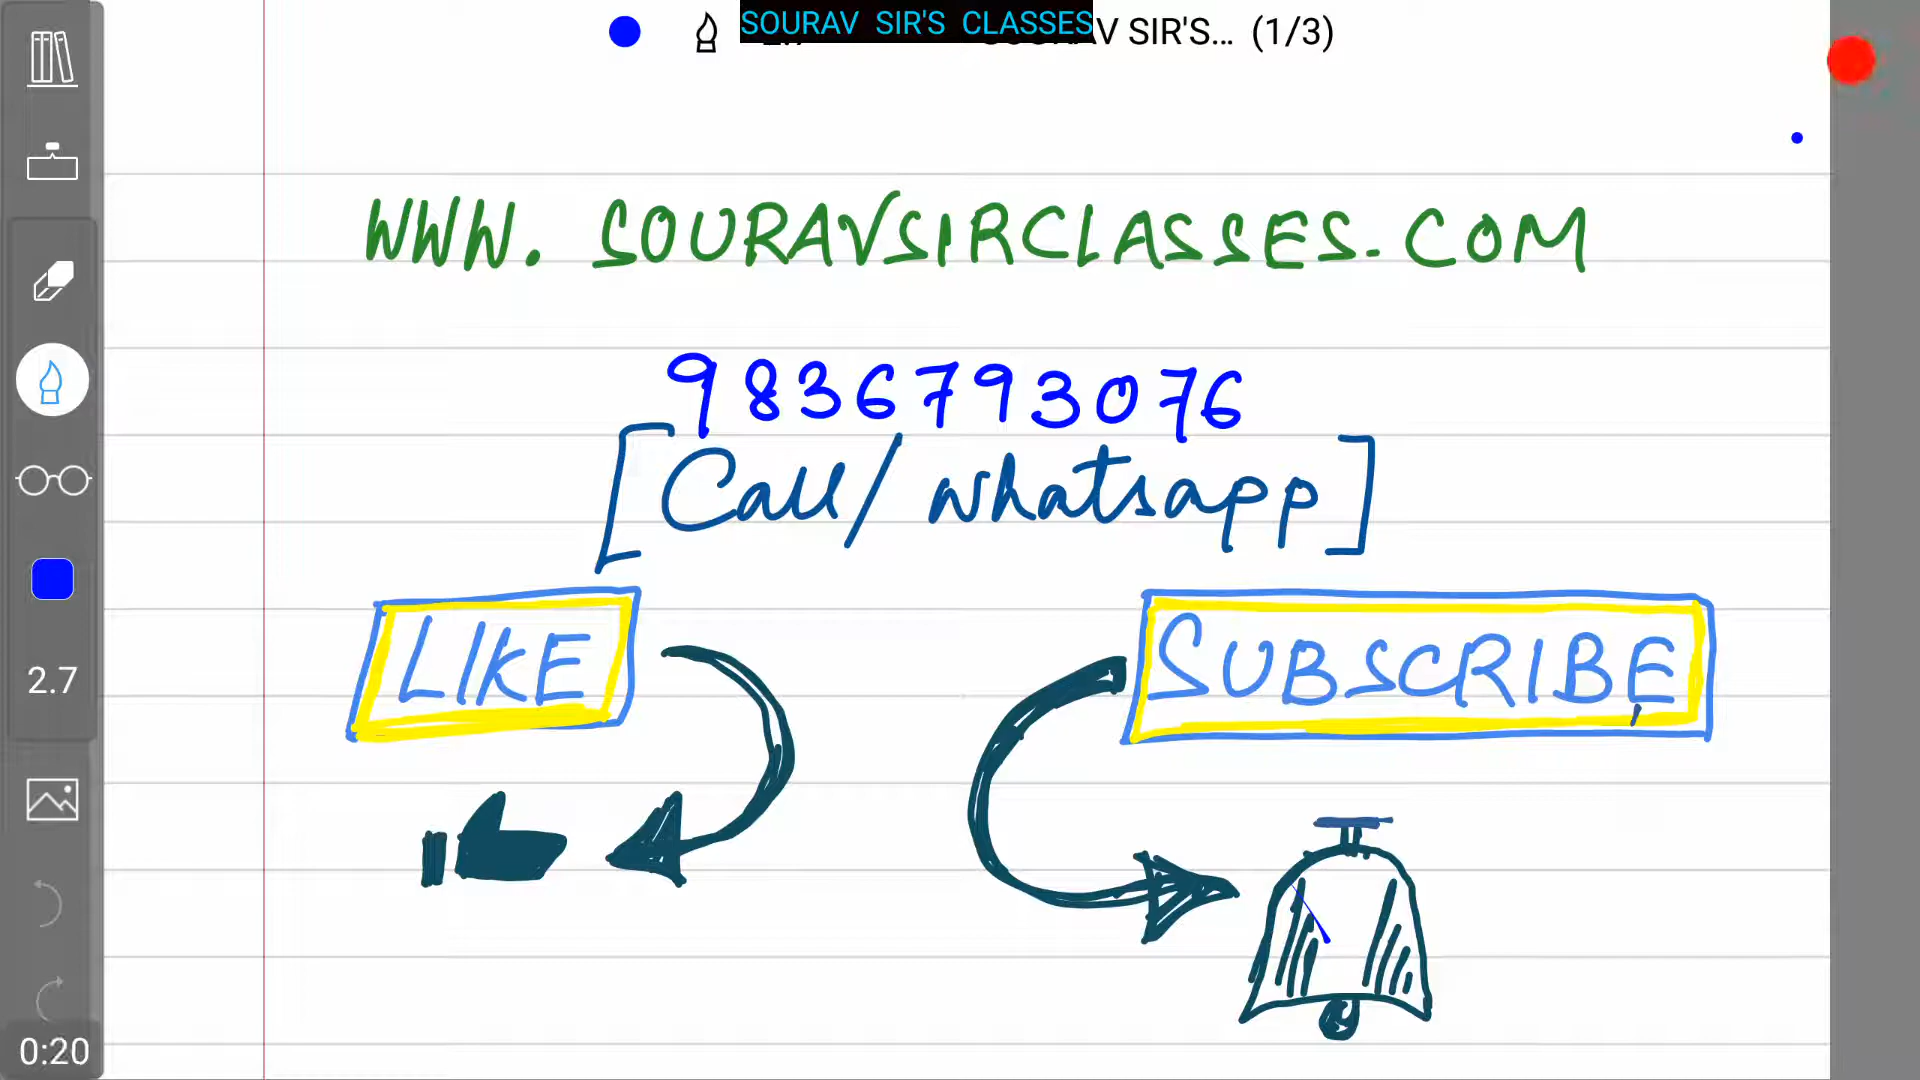 SOURAV SIR'S CLASSES V SIR'S... (1/3)
WWW. SOURAVSIRCLASSES.COM
9836793076
[Call/ whatsapp]
LIKE SUBSCRIBE
2.7
0:20